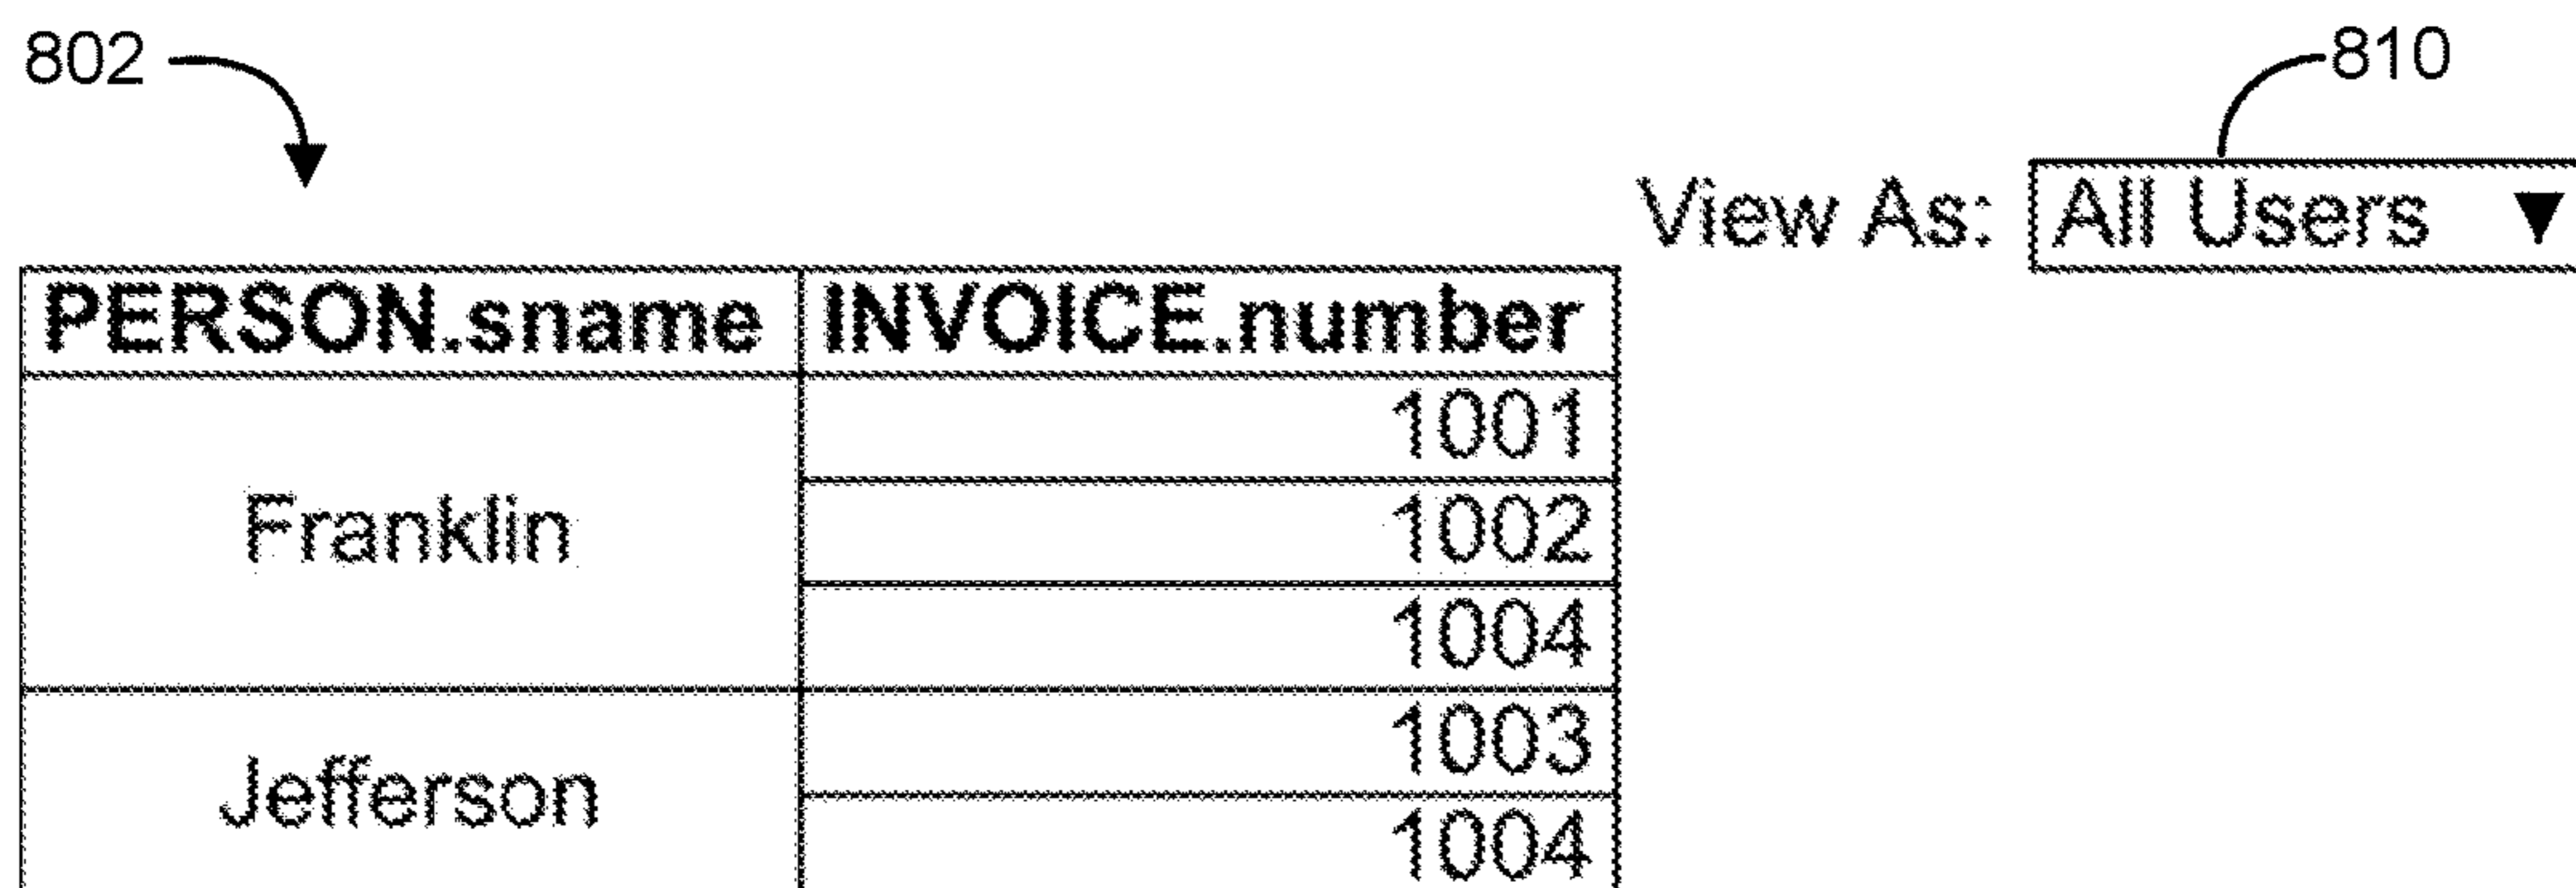 802
810
View As: All Users ▼
PERSON.sname INVOICE.number
1001
Franklin 1002
1004
1003
Jefferson
1004